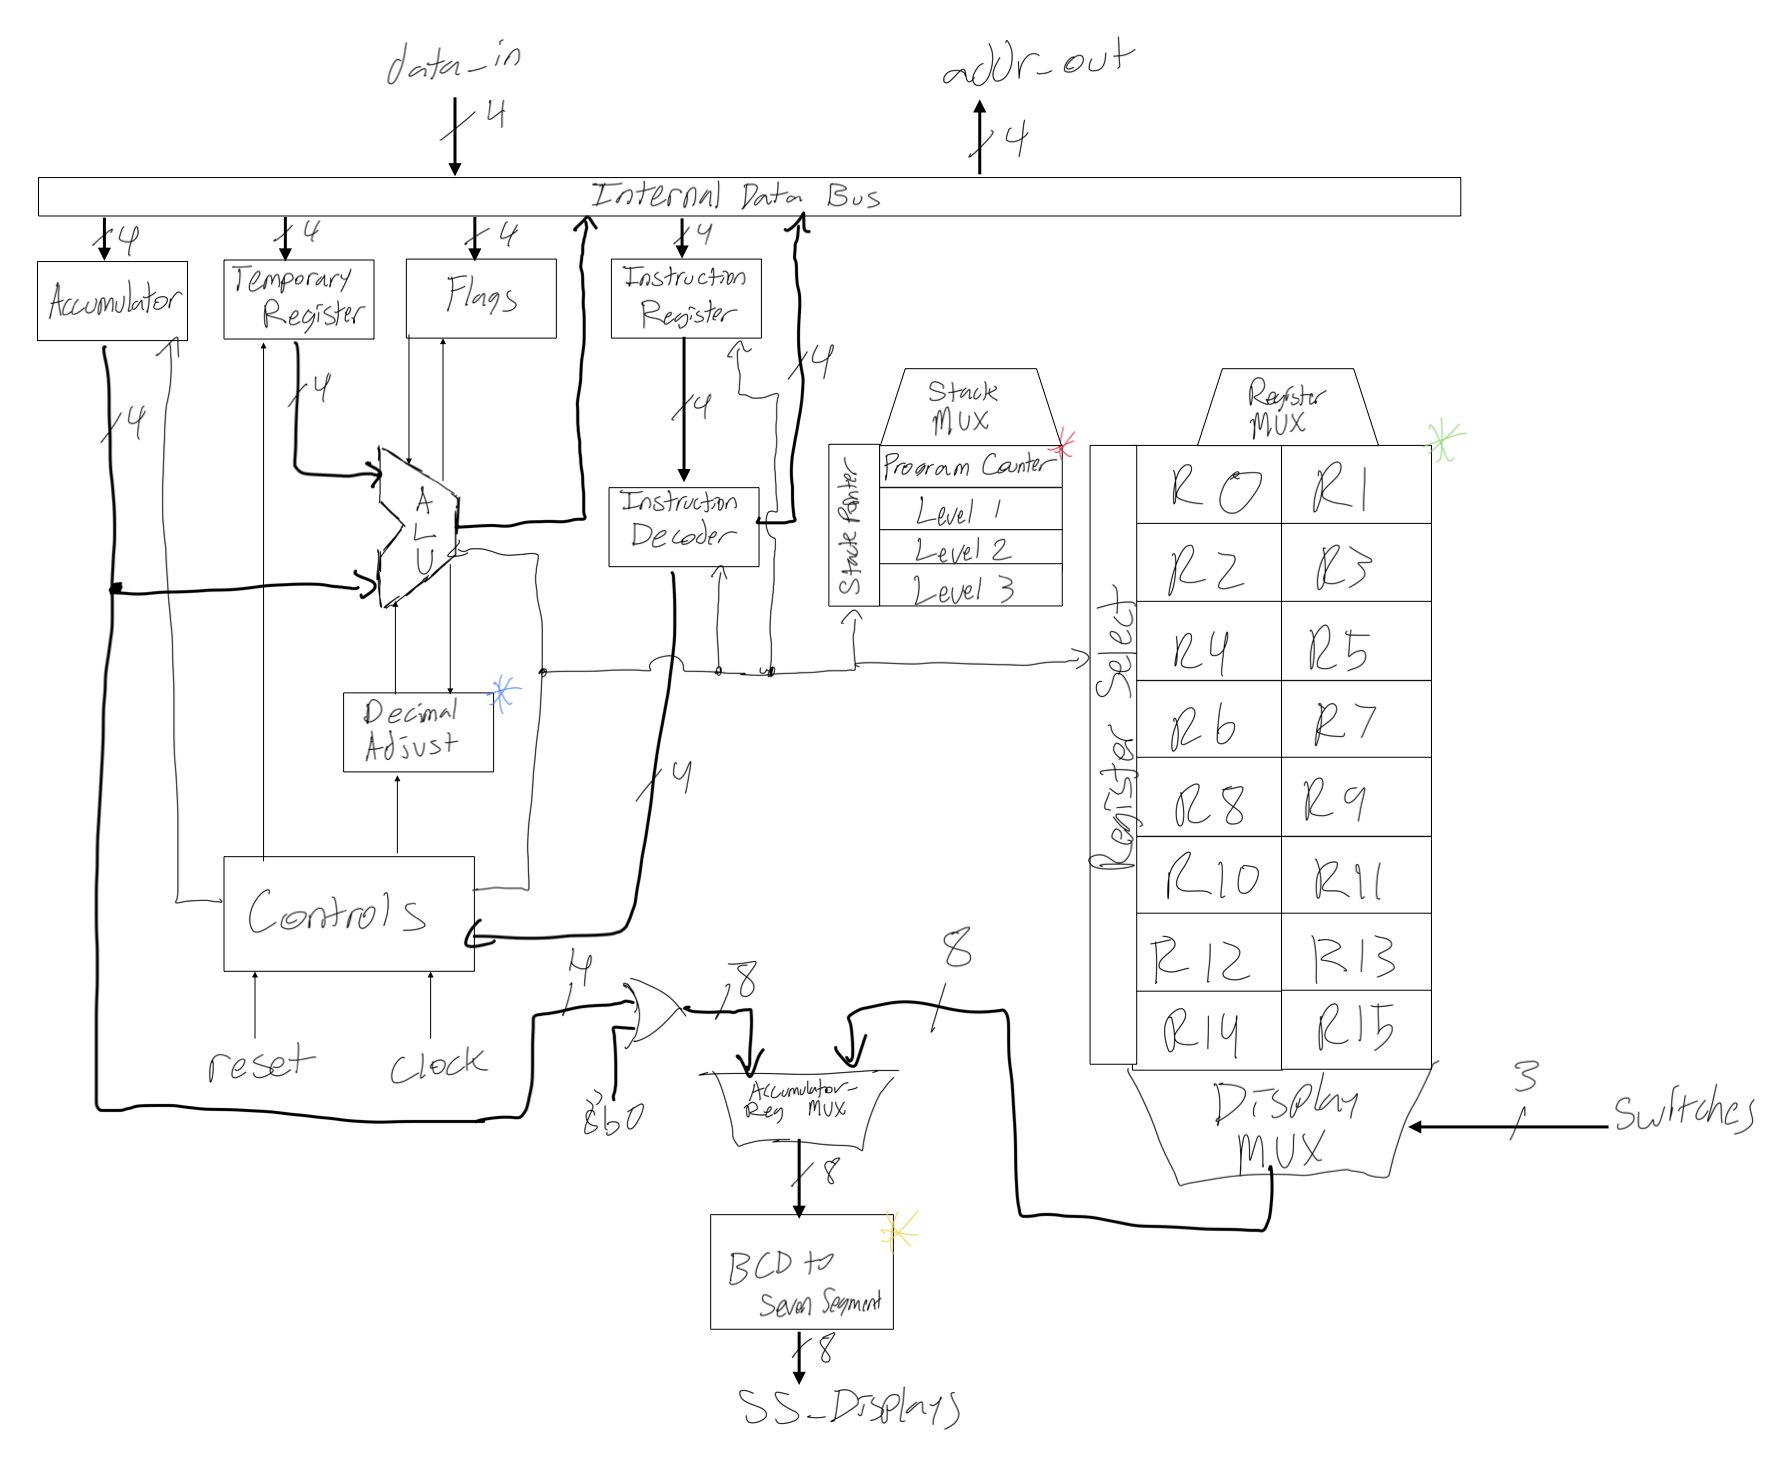 data_in
addr_out
4
4
Internal Data Bus
4
4
4
4
Accumulator
Temporary
Register
Flags
Instruction
Register
4
4
4
4
Stack
MUX
Register
MUX
Stack Pointer
Program Counter
Level 1
Level 2
Level 3
ALU
Instruction
Decoder
Register Select
R0
R1
R2
R3
R4
R5
R6
R7
R8
R9
R10
R11
R12
R13
R14
R15
Decimal
Adjust
4
Controls
reset
clock
4
8
8
8'b0
Accumulator-
Reg MUX
Display
MUX
3
Switches
8
BCD to
Seven Segment
8
SS_Displays